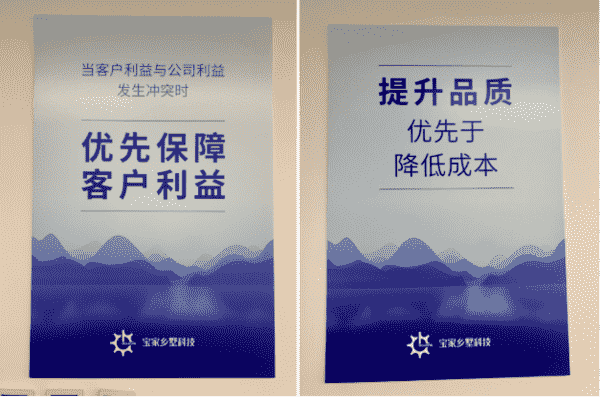 当客户利益与公司利益
发生冲突时
优先保障
客户利益
宝家乡墅科技
提升品质
优先于
降低成本
宝家乡墅科技